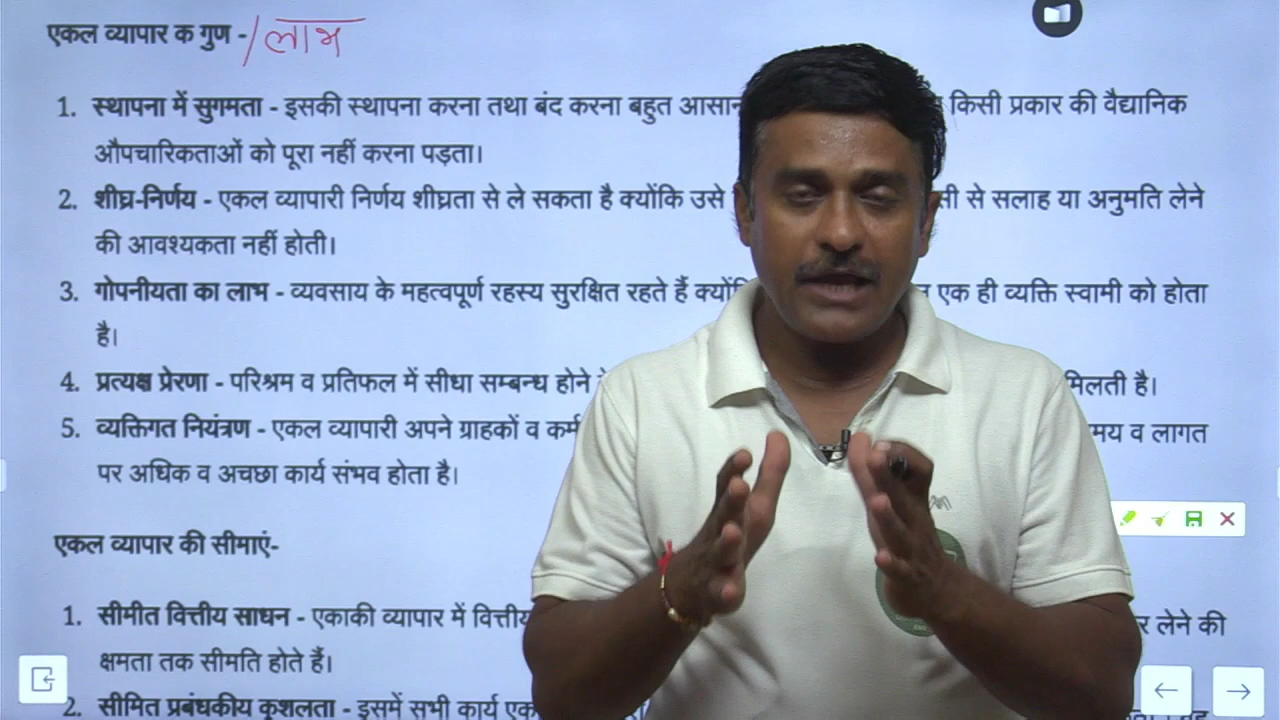 एकल व्यापार क गुण - / लाभ
1. स्थापना में सुगमता - इसकी स्थापना करना तथा बंद करना बहुत आसान किसी प्रकार की वैद्यानिक
औपचारिकताओं को पूरा नहीं करना पड़ता।
2. शीघ्र-निर्णय - एकल व्यापारी निर्णय शीघ्रता से ले सकता है क्योंकि उसे सी से सलाह या अनुमति लेने
की आवश्यकता नहीं होती।
3. गोपनीयता का लाभ - व्यवसाय के महत्वपूर्ण रहस्य सुरक्षित रहते हैं एक ही व्यक्ति स्वामी को होता
है।
4. प्रत्यक्ष प्रेरणा - परिश्रम व प्रतिफल में सीधा सम्बन्ध होने मिलती है।
5. व्यक्तिगत नियंत्रण - एकल व्यापारी अपने ग्राहकों व मय व लागत
पर अधिक व अचछा कार्य संभव होता है।
एकल व्यापार की सीमाएं-
1. सीमीत वित्तीय साधन - एकाकी व्यापार में वित्तीय लेने की
क्षमता तक सीमति होते हैं।
2. सीमित प्रबंधकीय कुशलता - इसमें सभी कार्य एक